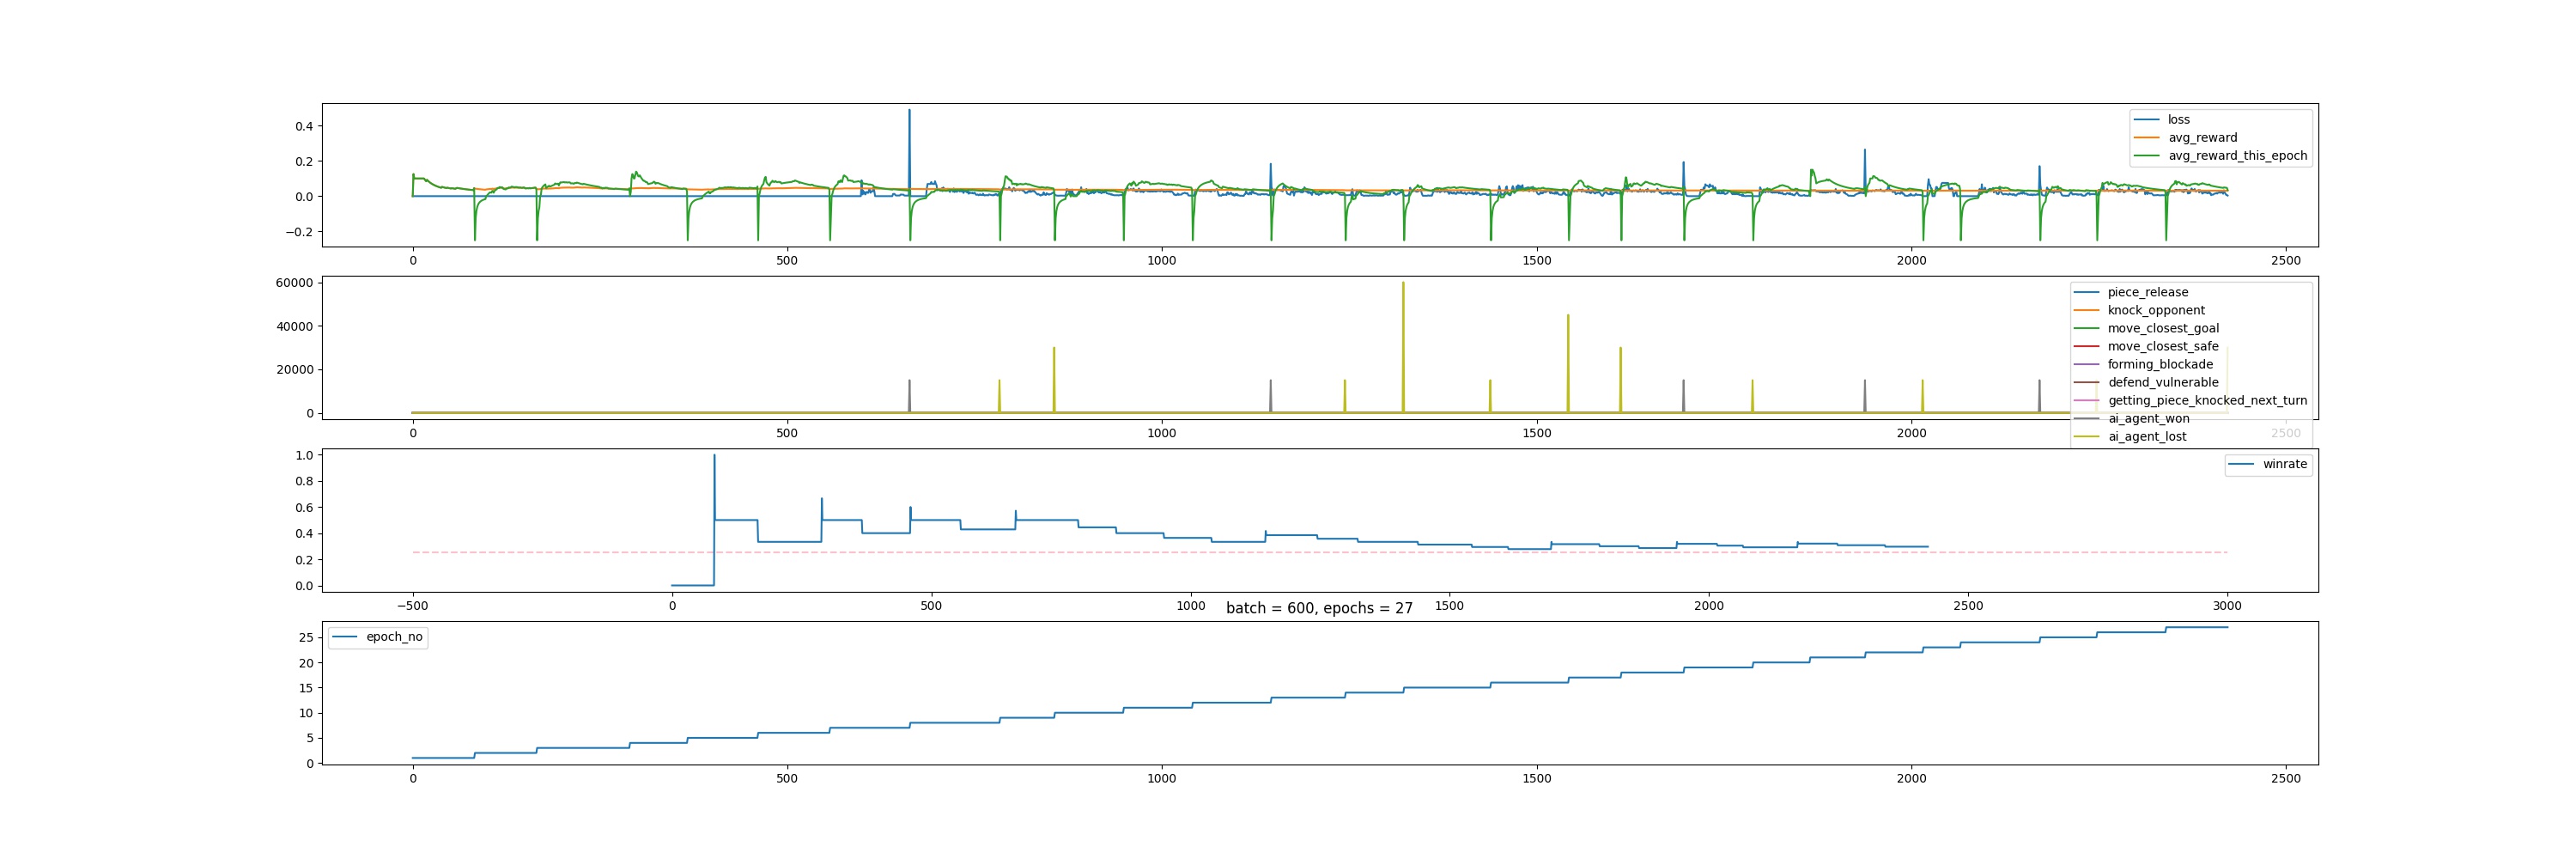 0.4
0.2
0.0
−0.2
loss
avg_reward
avg_reward_this_epoch
0 500 1000 1500 2000 2500
60000
40000
20000
0
piece_release
knock_opponent
move_closest_goal
move_closest_safe
forming_blockade
defend_vulnerable
getting_piece_knocked_next_turn
ai_agent_won
ai_agent_lost
0 500 1000 1500 2000 2500
1.0
0.8
0.6
0.4
0.2
0.0
winrate
−500 0 500 1000 1500 2000 2500 3000
batch = 600, epochs = 27
25
20
15
10
5
0
epoch_no
0 500 1000 1500 2000 2500